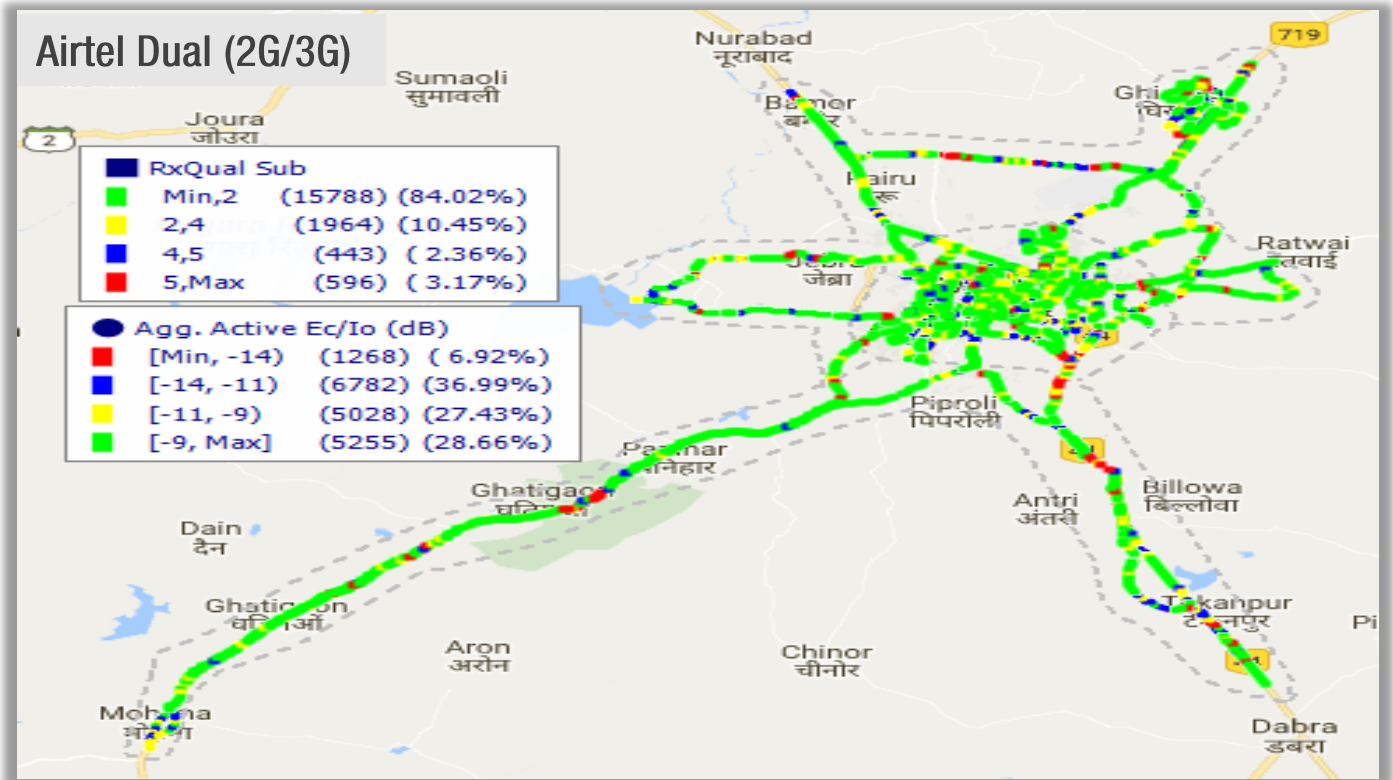 Airtel Dual (2G/3G)
Nurabad
नूराबाद
719
Sumaoli
सुमावली
Joura
जोउरा
2
RxQual Sub
Min,2 (15788) (84.02%)
2,4 (1964) (10.45%)
4,5 (443) ( 2.36%)
5,Max (596) ( 3.17%)
Ratwai
जेब्रा
Agg. Active Ec/Io (dB)
[Min, -14) (1268) ( 6.92%)
[-14, -11) (6782) (36.99%)
[-11, -9) (5028) (27.43%)
[-9, Max] (5255) (28.66%)
Piproli
पिपरोली
Antri
अंतरी
Billowa
बिल्लोवा
Dain
दैन
Aron
अरोन
Chinor
चीनोर
Pi
Dabra
डबरा